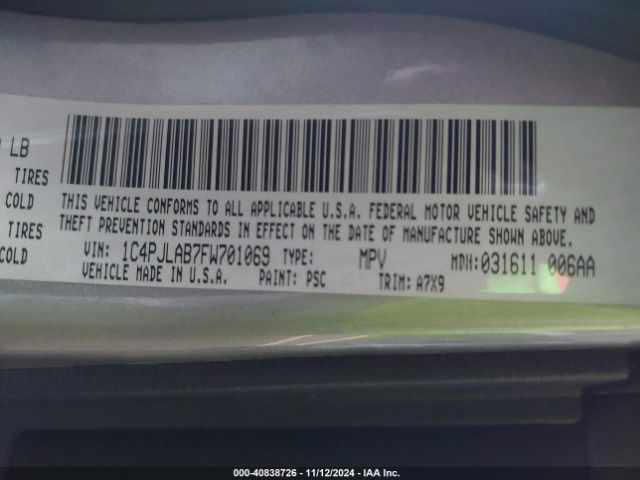 LB
TIRES
COLD
TIRES
COLD
THIS VEHICLE CONFORMS TO ALL APPLICABLE U.S.A. FEDERAL MOTOR VEHICLE SAFETY AND
THEFT PREVENTION STANDARDS IN EFFECT ON THE DATE OF MANUFACTURE SHOWN ABOVE.
VIN: 1C4PJLAB7FW701069 TYPE: MPV MDH:031611 006AA
VEHICLE MADE IN U.S.A. PAINT: PSC TRIM: A7X9
000-40838726 - 11/12/2024 - IAA Inc.